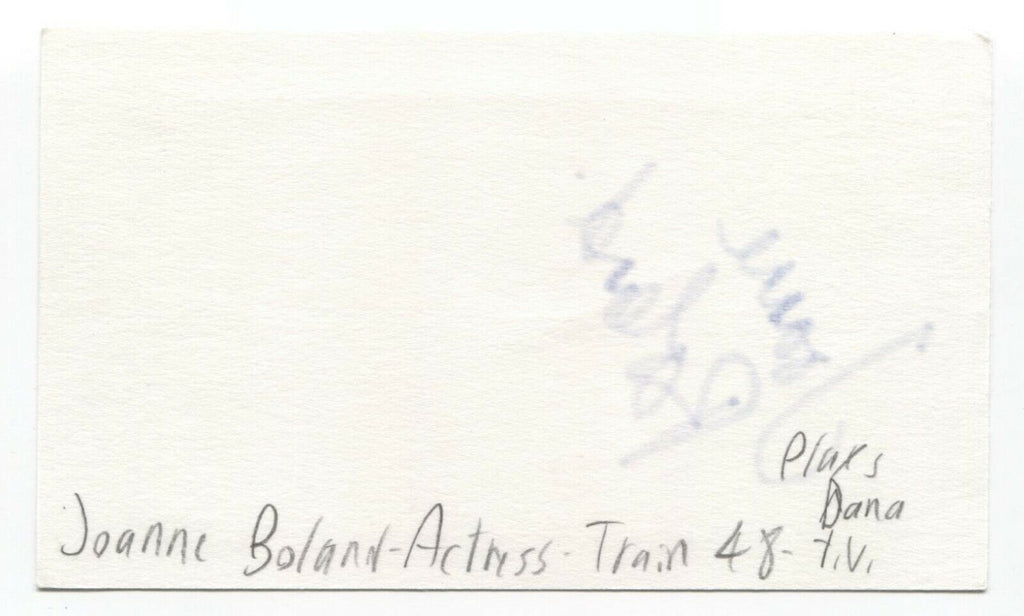 Plays
Dana
Joanne Boland-Actress-Train 48- T.V.